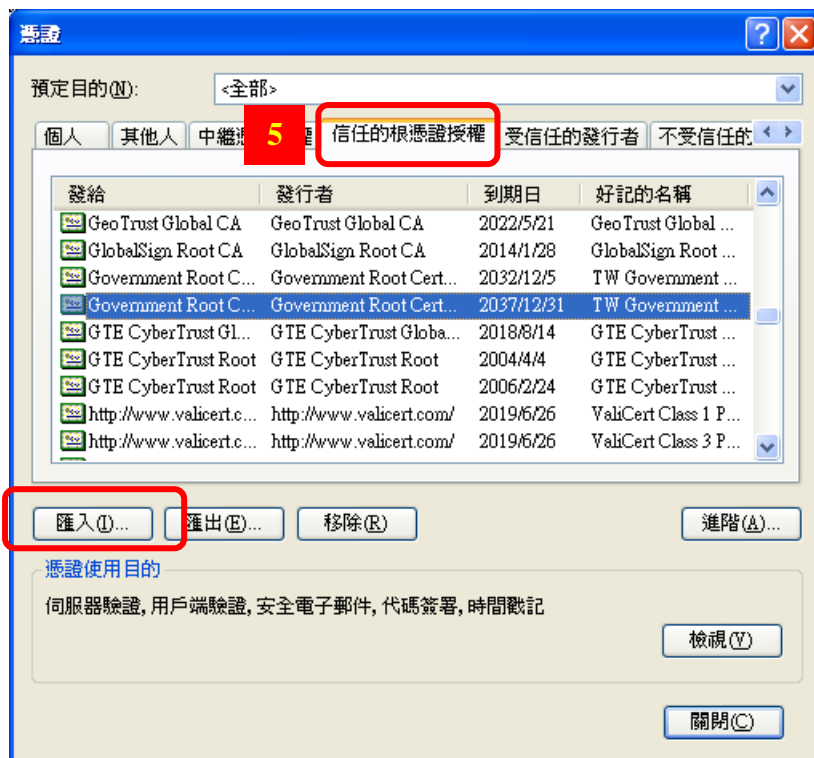 憑證
預定目的(N): <全部>
個人 其他人 中繼憑 5 權 信任的根憑證授權 受信任的發行者 不受信任的
發給 發行者 到期日 好記的名稱
GeoTrust Global CA GeoTrust Global CA 2022/5/21 GeoTrust Global ...
GlobalSign Root CA GlobalSign Root CA 2014/1/28 GlobalSign Root ...
Government Root C... Government Root Cert... 2032/12/5 TW Government ...
Government Root C... Government Root Cert... 2037/12/31 TW Government ...
GTE CyberTrust Gl... GTE CyberTrust Globa... 2018/8/14 GTE CyberTrust ...
GTE CyberTrust Root GTE CyberTrust Root 2004/4/4 GTE CyberTrust ...
GTE CyberTrust Root GTE CyberTrust Root 2006/2/24 GTE CyberTrust ...
http://www.valicert.c... http://www.valicert.com/ 2019/6/26 ValiCert Class 1 P...
http://www.valicert.c... http://www.valicert.com/ 2019/6/26 ValiCert Class 3 P...
匯入(I)... 匯出(E)... 移除(R) 進階(A)...
憑證使用目的
伺服器驗證, 用戶端驗證, 安全電子郵件, 代碼簽署, 時間戳記
檢視(V)
關閉(C)